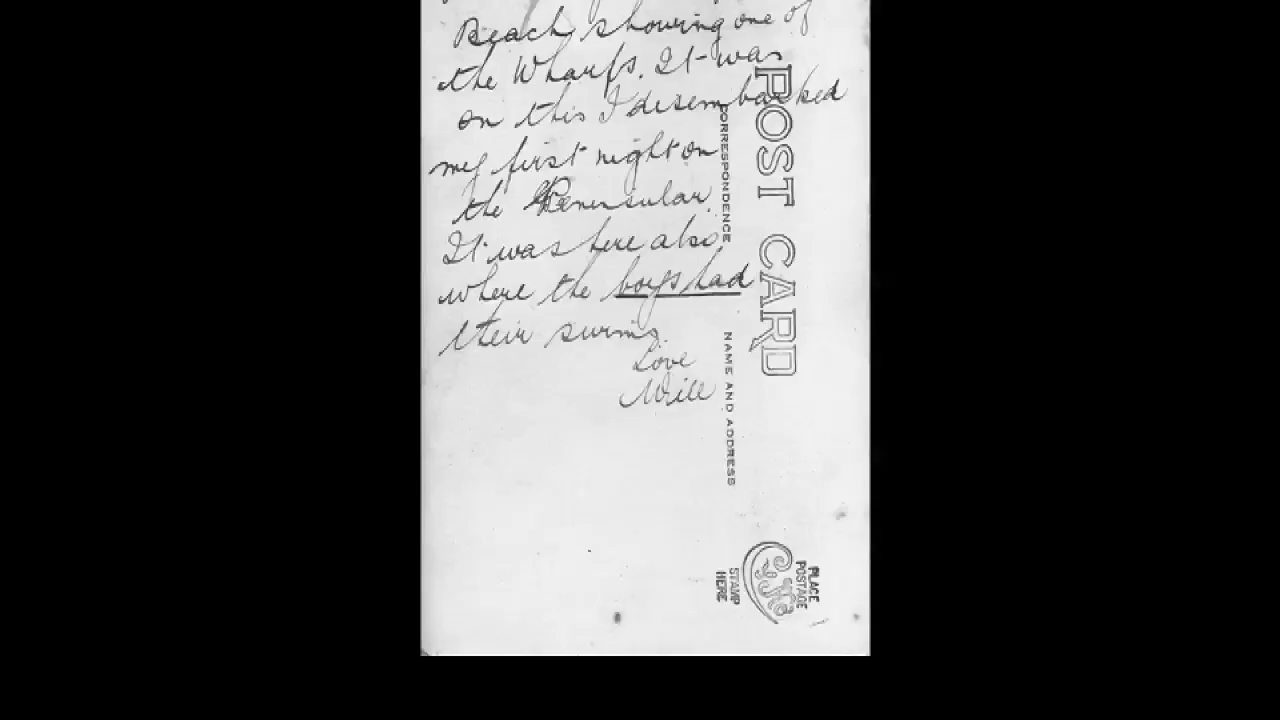 Beach showing one of
the Wharfs. It was
on this I disembarked
my first night on
the Peninsular.
It was here also
where the boys had
their swims.
Love
Will
POST CARD
CORRESPONDENCE
NAME AND ADDRESS
PLACE
POSTAGE
STAMP
HERE